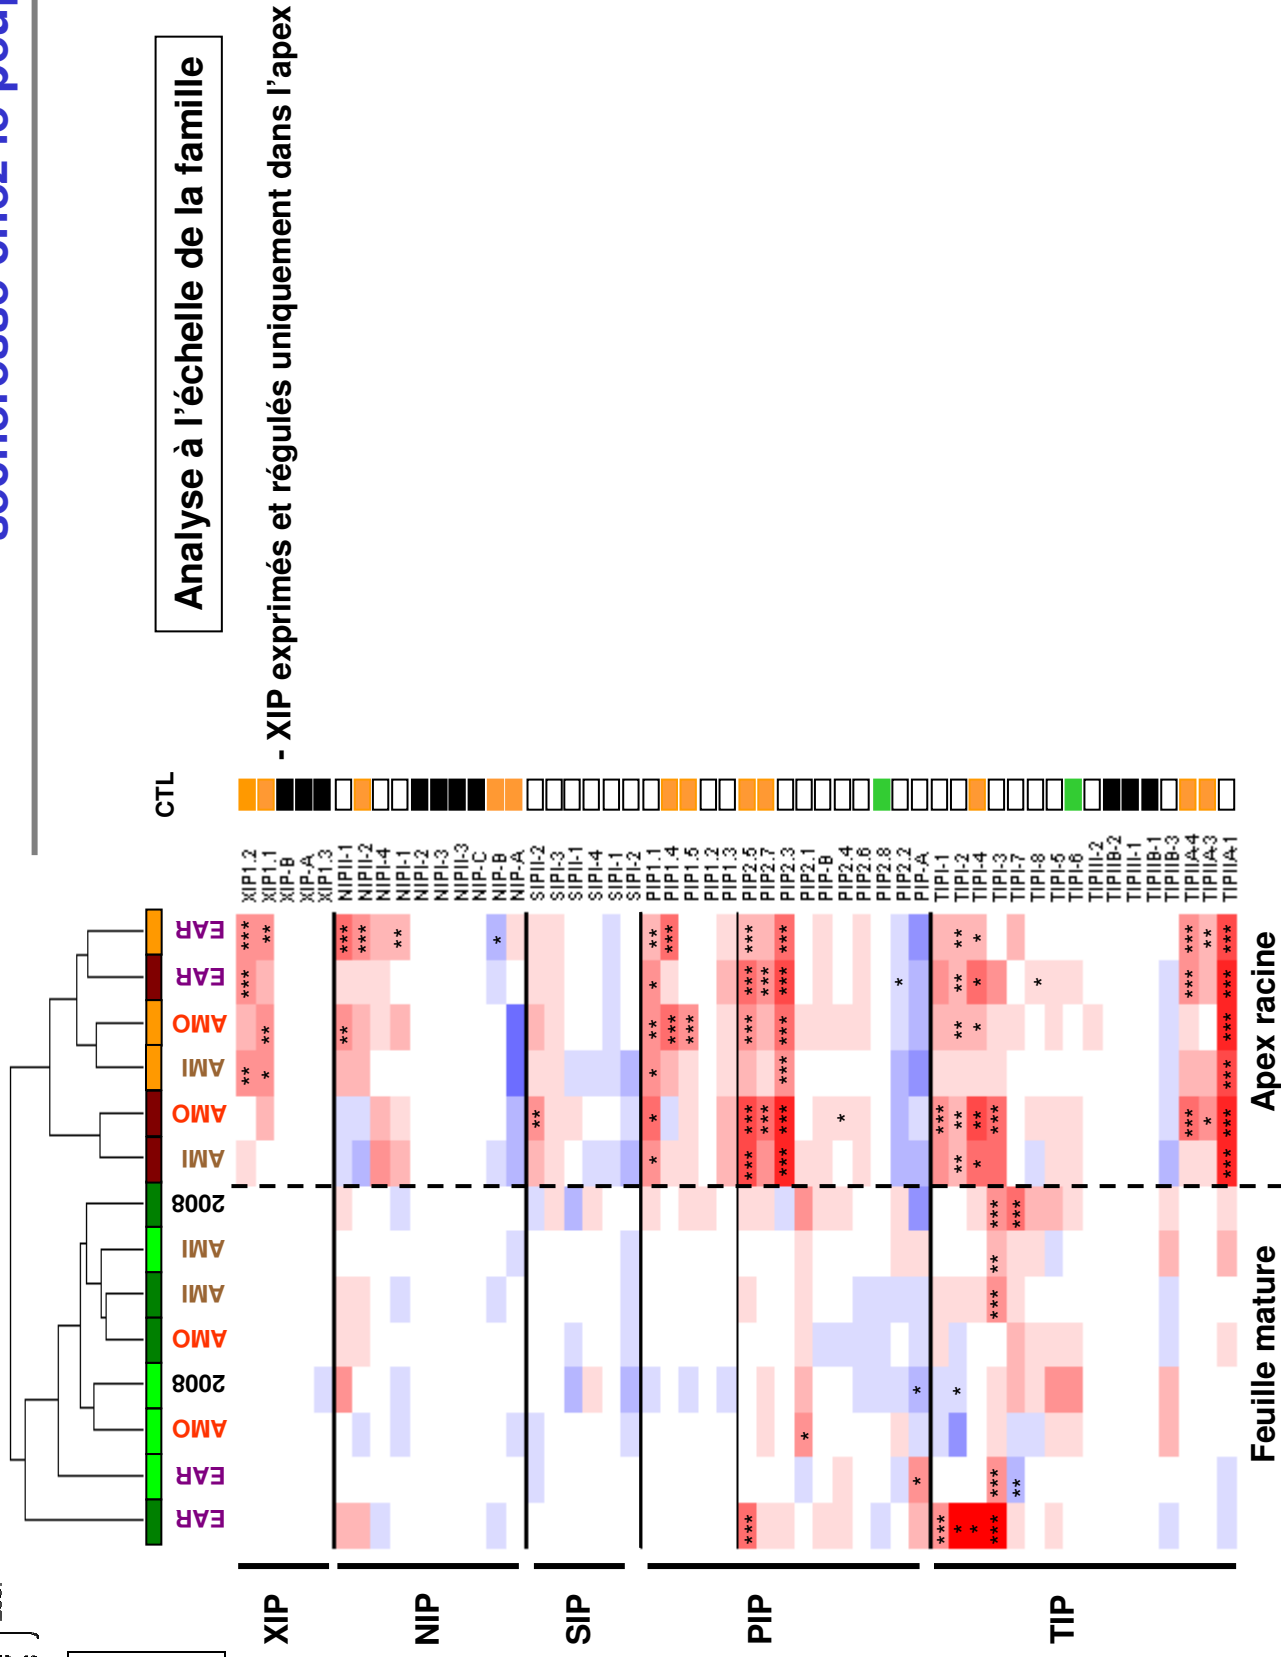 Analyse à l'échelle de la famille
EAR EAR AMO 2008 AMO AMI AMI 2008 AMI AMO AMI AMO EAR EAR
CTL
- XIP exprimés et régulés uniquement dans l'apex
XIP
XIP1.2 *** *** ** ***
XIP1.1 * ** **
XIP-B
XIP-A
XIP1.3
NIP
NIPIII-1 ** ***
NIPIII-2 ***
NIPI-4
NIPI-1 **
NIPI-2
NIPI-3
NIPIII-3
NIP-C
NIP-B *
NIP-A
SIP
SIPII-2 **
SIPI-3
SIPII-1
SIPI-4
SIPI-1
SIPI-2
PIP
PIP1.1 * * * ** * **
PIP1.4 *** ***
PIP1.5 ***
PIP1.2
PIP1.3
PIP2.5 *** *** *** *** *** ***
PIP2.7 *** ***
PIP2.3 *** *** *** *** *** ***
PIP2.1 *
PIP-B
PIP2.4 *
PIP2.6
PIP2.8
PIP2.2 *
PIP-A * *
TIP
TIPI-1 *** ***
TIPI-2 * * ** ** ** ** **
TIPI-4 * * ** * * *
TIPI-3 *** *** *** ** *** ***
TIPI-7 ** ***
TIPI-8 *
TIPI-5
TIPI-6
TIPIII-2
TIPIIB-2
TIPIII-1
TIPIIB-1
TIPIIB-3
TIPIIA-4 *** *** ***
TIPIIA-3 * **
TIPIIA-1 *** *** *** *** *** ***
Feuille mature Apex racine